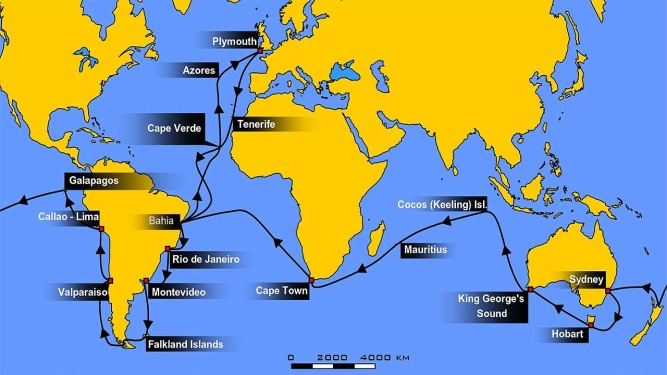 Plymouth
Azores
Cape Verde
Tenerife
Galapagos
Callao - Lima
Bahia
Cocos (Keeling) Isl.
Mauritius
Rio de Janeiro
Sydney
Valparaiso
Montevideo
Cape Town
King George's
Sound
Hobart
Falkland Islands
0 2000 4000 KM